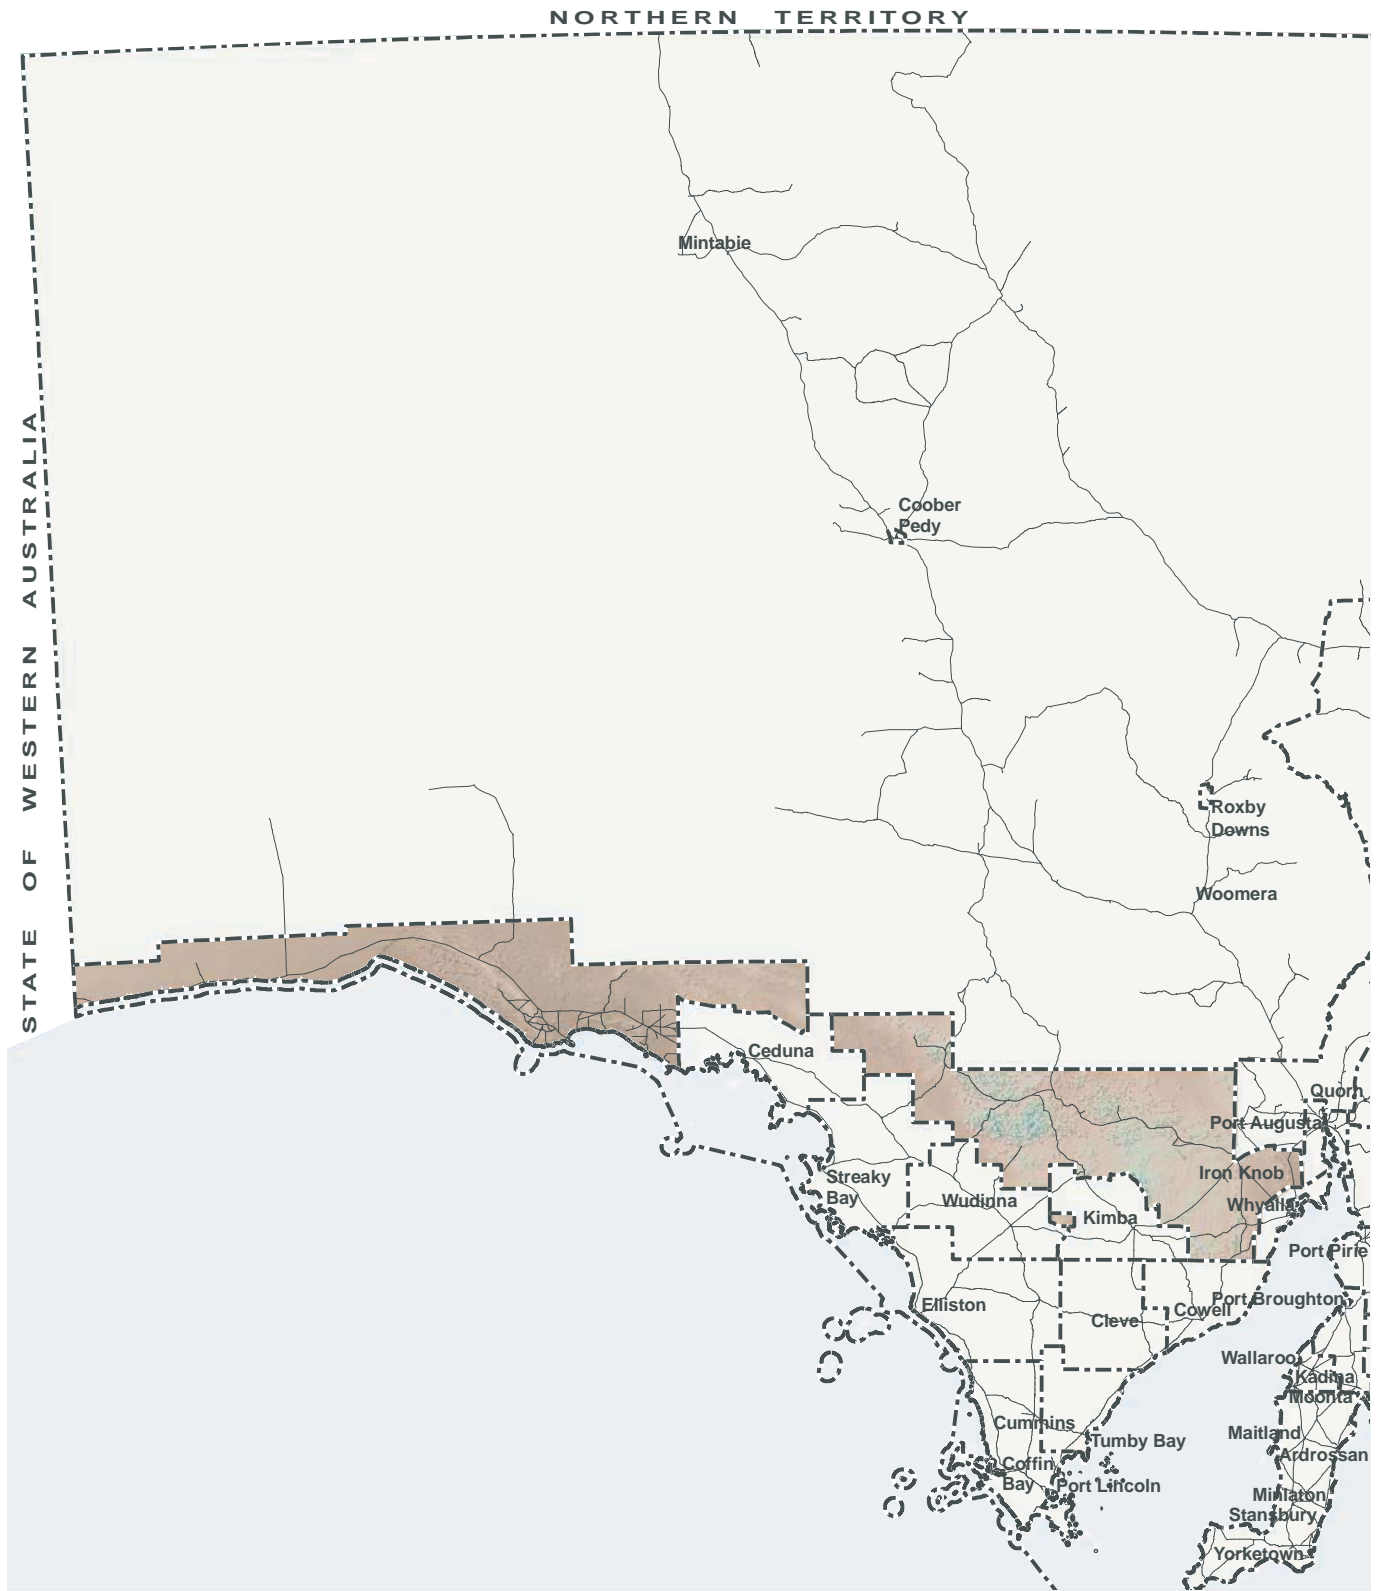 NORTHERN TERRITORY
STATE OF WESTERN AUSTRALIA
Mintabie
Coober
Pedy
Roxby
Downs
Woomera
Ceduna
Quorn
Port Augusta
Iron Knob
Streaky
Bay
Wudinna
Whyalla
Kimba
Port Pirie
Elliston
Port Broughton
Cowell
Cleve
Wallaroo
Kadina
Moonta
Cummins
Maitland
Tumby Bay
Ardrossan
Coffin
Bay
Port Lincoln
Minlaton
Stansbury
Yorketown